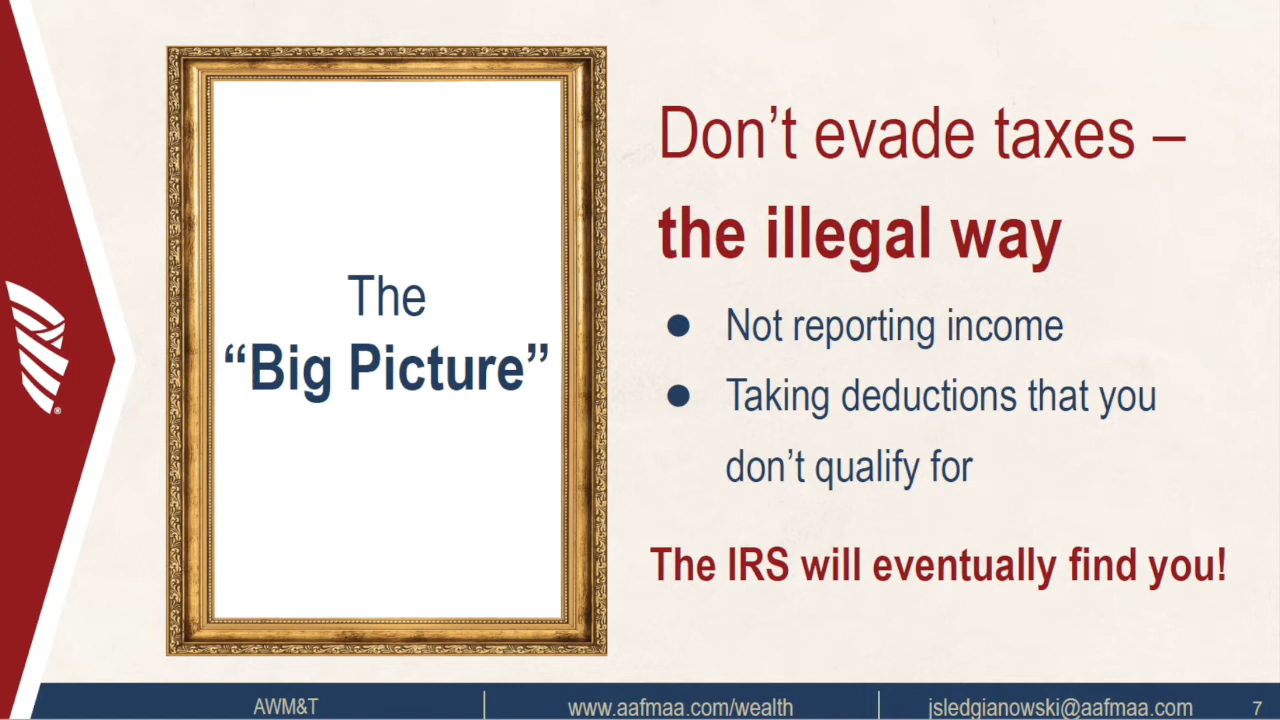 The
“Big Picture”
Don’t evade taxes –
the illegal way
● Not reporting income
● Taking deductions that you
don’t qualify for
The IRS will eventually find you!
AWM&T
www.aafmaa.com/wealth
jsledgianowski@aafmaa.com
7
®